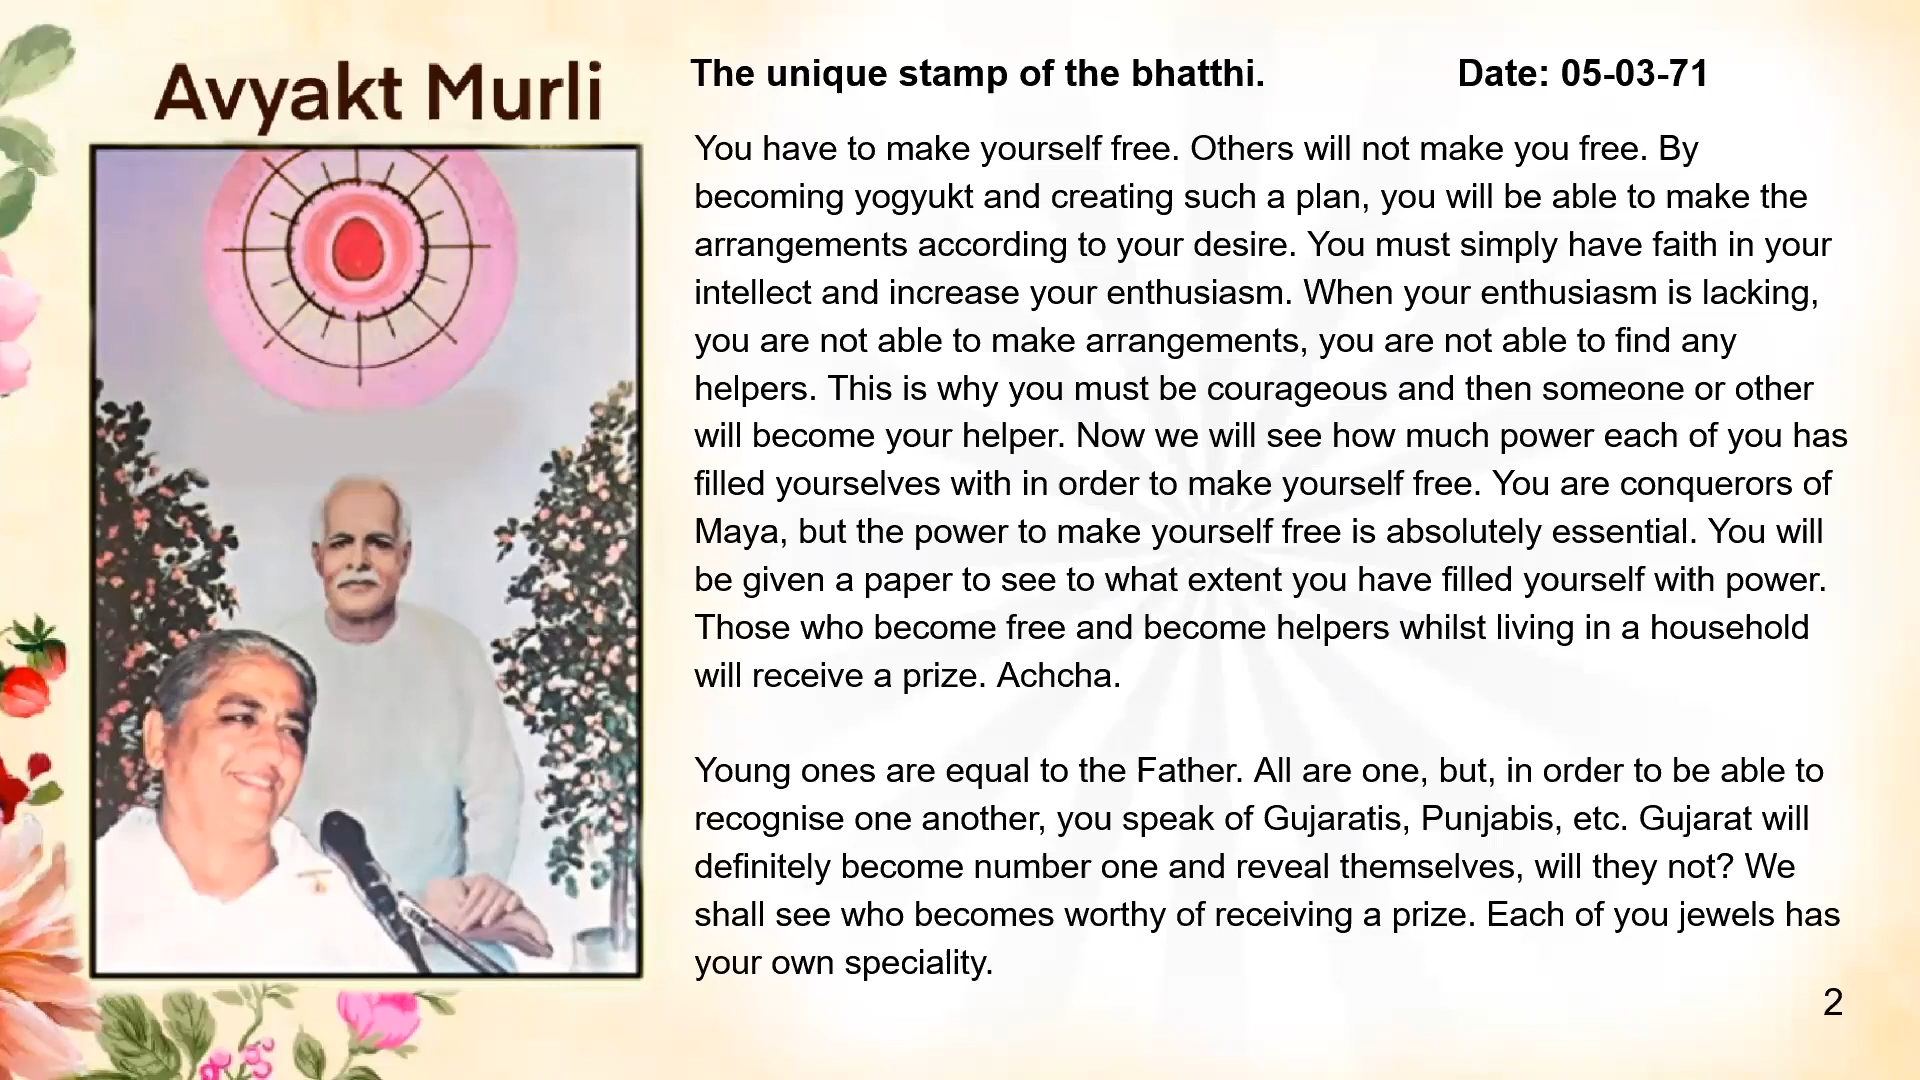 Avyakt Murli
The unique stamp of the bhatthi. Date: 05-03-71
You have to make yourself free. Others will not make you free. By
becoming yogyukt and creating such a plan, you will be able to make the
arrangements according to your desire. You must simply have faith in your
intellect and increase your enthusiasm. When your enthusiasm is lacking,
you are not able to make arrangements, you are not able to find any
helpers. This is why you must be courageous and then someone or other
will become your helper. Now we will see how much power each of you has
filled yourselves with in order to make yourself free. You are conquerors of
Maya, but the power to make yourself free is absolutely essential. You will
be given a paper to see to what extent you have filled yourself with power.
Those who become free and become helpers whilst living in a household
will receive a prize. Achcha.
Young ones are equal to the Father. All are one, but, in order to be able to
recognise one another, you speak of Gujaratis, Punjabis, etc. Gujarat will
definitely become number one and reveal themselves, will they not? We
shall see who becomes worthy of receiving a prize. Each of you jewels has
your own speciality.
2